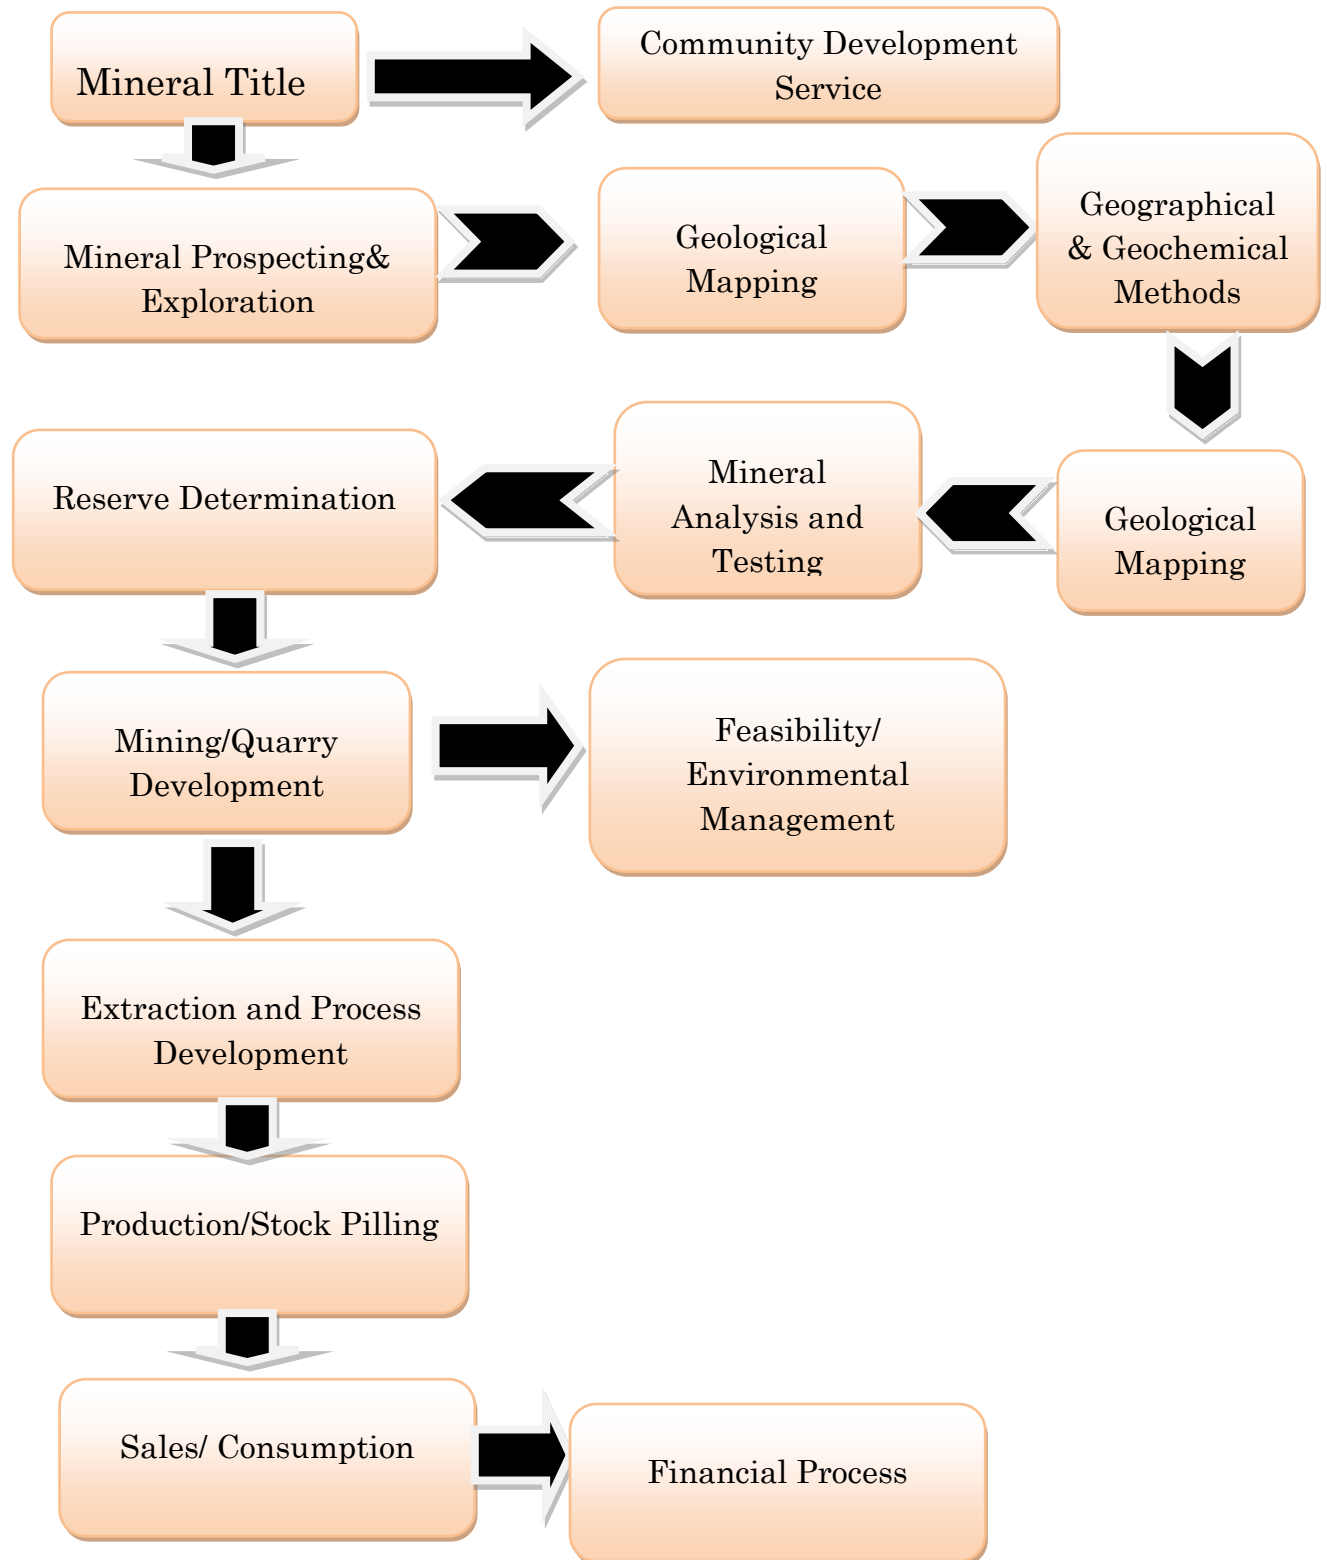 Mineral Title
Community Development
Service
Mineral Prospecting&
Exploration
Geological
Mapping
Geographical
& Geochemical
Methods
Reserve Determination
Mineral
Analysis and
Testing
Geological
Mapping
Mining/Quarry
Development
Feasibility/
Environmental
Management
Extraction and Process
Development
Production/Stock Pilling
Sales/ Consumption
Financial Process